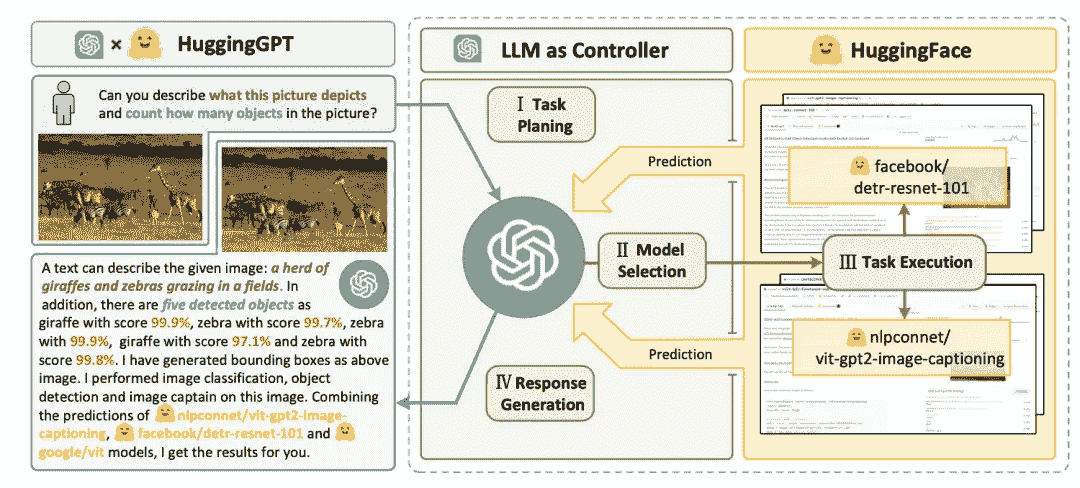 HuggingGPT
Can you describe what this picture depicts
and count how many objects in the picture?
A text can describe the given image: a herd of
giraffes and zebras grazing in a fields. In
addition, there are five detected objects as
giraffe with score 99.9%, zebra with score 99.7%, zebra
with 99.9%, giraffe with score 97.1% and zebra with
score 99.8%. I have generated bounding boxes as above
image. I performed image classification, object
detection and image captain on this image. Combining
the predictions of nlpconnet/vit-gpt2-image-
captioning, facebook/detr-resnet-101 and
google/vit models, I get the results for you.
LLM as Controller
I Task
Planing
II Model
Selection
IV Response
Generation
Prediction
Prediction
HuggingFace
facebook/
detr-resnet-101
III Task Execution
nlpconnet/
vit-gpt2-image-captioning